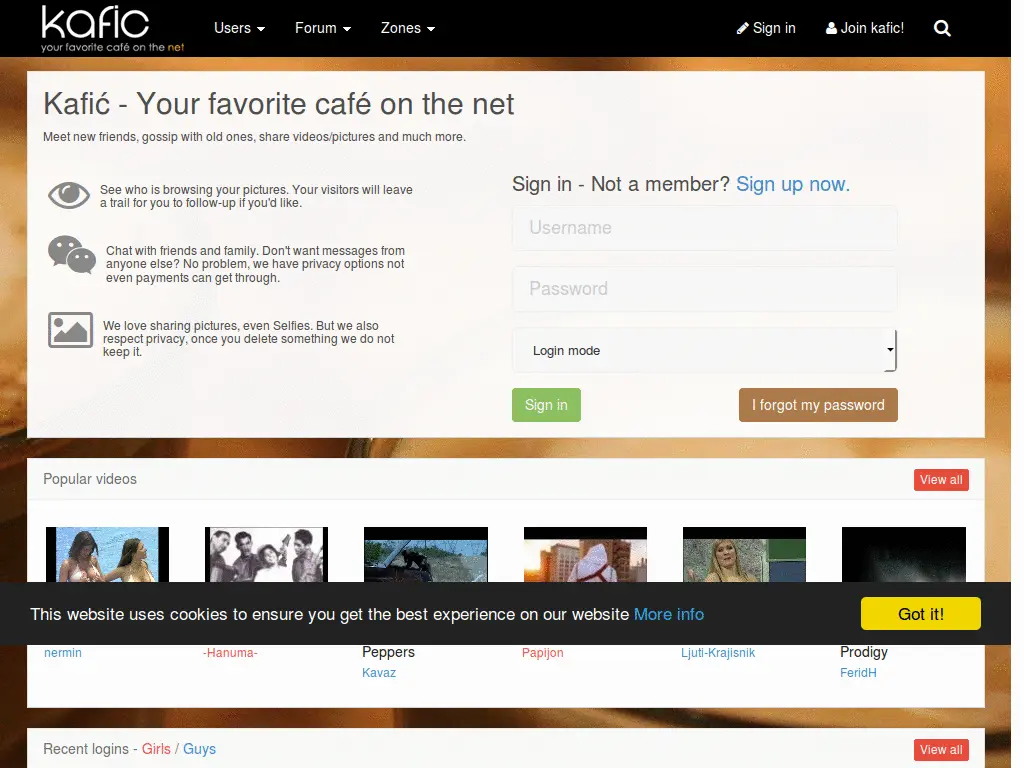 kafic
your favorite café on the net
Users
Forum
Zones
Sign in
Join kafic!
Kafić - Your favorite café on the net
Meet new friends, gossip with old ones, share videos/pictures and much more.
See who is browsing your pictures. Your visitors will leave
a trail for you to follow-up if you'd like.
Chat with friends and family. Don't want messages from
anyone else? No problem, we have privacy options not
even payments can get through.
We love sharing pictures, even Selfies. But we also
respect privacy, once you delete something we do not
keep it.
Sign in - Not a member? Sign up now.
Username
Password
Login mode
Sign in
I forgot my password
Popular videos
View all
This website uses cookies to ensure you get the best experience on our website More info
Got it!
nermin
-Hanuma-
Peppers
Kavaz
Papijon
Ljuti-Krajisnik
Prodigy
FeridH
Recent logins - Girls / Guys
View all